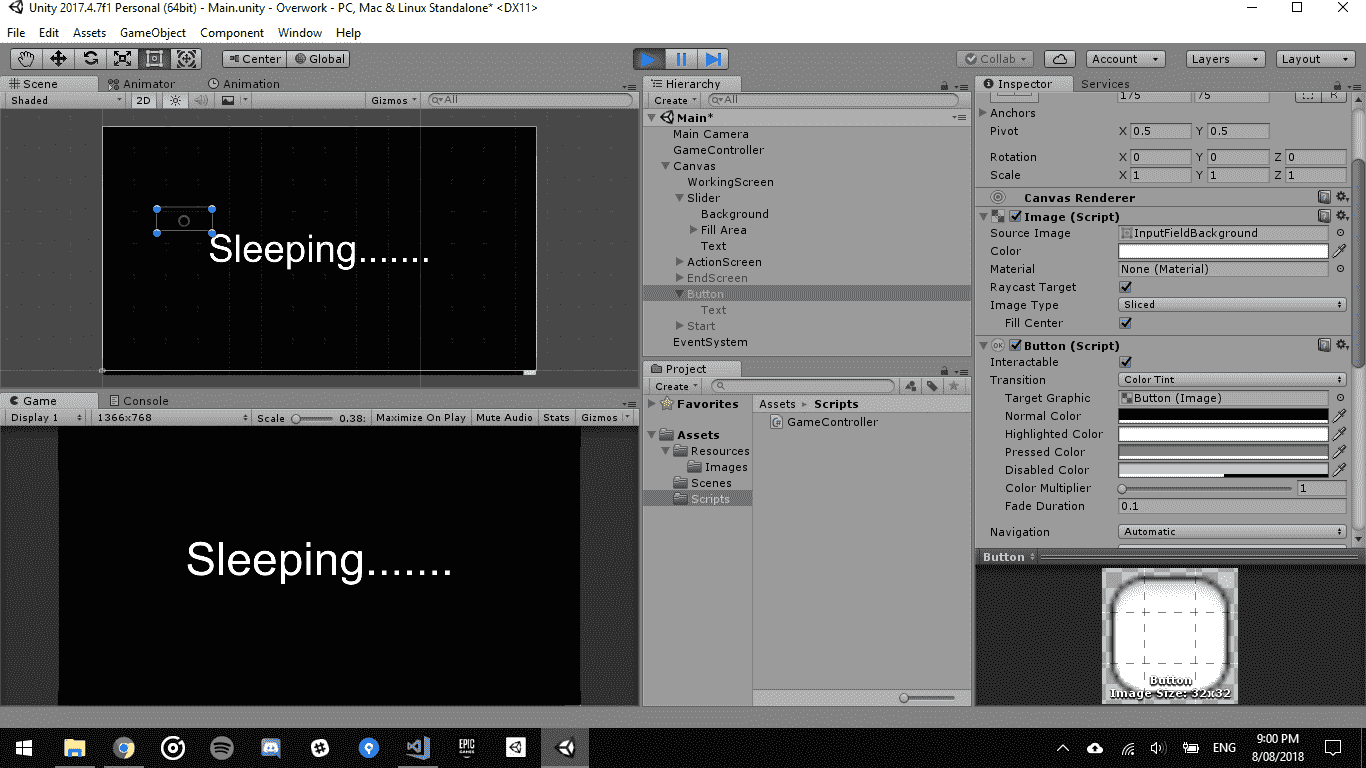 Unity 2017.4.7f1 Personal (64bit) - Main.unity - Overwork - PC, Mac & Linux Standalone* <DX11>
File Edit Assets GameObject Component Window Help
Center Global Collab Account Layers Layout
Scene Animator Animation
Shaded 2D Gizmos All
Sleeping.......
Game Console
Display 1 1366x768 Scale 0.38: Maximize On Play Mute Audio Stats Gizmos
Sleeping.......
Hierarchy
Create All
Main*
Main Camera
GameController
Canvas
WorkingScreen
Slider
Background
Fill Area
Text
ActionScreen
EndScreen
Button
Text
Start
EventSystem
Project
Create
Favorites
Assets
Resources
Images
Scenes
Scripts
Assets Scripts
GameController
Inspector Services
175 75 R
Anchors
Pivot X 0.5 Y 0.5
Rotation X 0 Y 0 Z 0
Scale X 1 Y 1 Z 1
Canvas Renderer
Image (Script)
Source Image InputFieldBackground
Color
Material None (Material)
Raycast Target
Image Type Sliced
Fill Center
OK Button (Script)
Interactable
Transition Color Tint
Target Graphic Button (Image)
Normal Color
Highlighted Color
Pressed Color
Disabled Color
Color Multiplier 1
Fade Duration 0.1
Navigation Automatic
Button
Button
Image Size: 32x32
EPIC GAMES
ENG
9:00 PM
8/08/2018